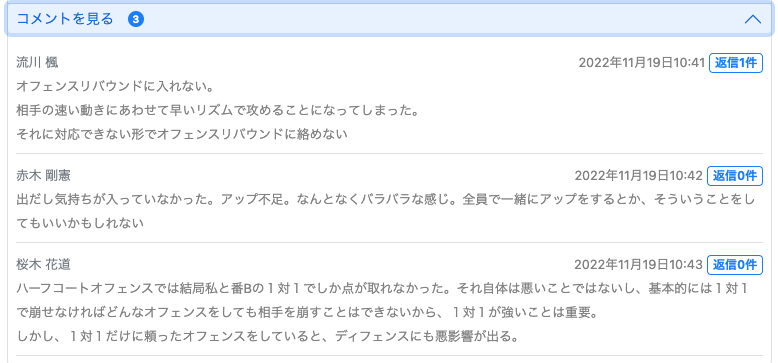 コメントを見る 3
流川 楓 2022年11月19日10:41 返信1件
オフェンスリバウンドに入れない。
相手の速い動きにあわせて早いリズムで攻めることになってしまった。
それに対応できない形でオフェンスリバウンドに絡めない
赤木 剛憲 2022年11月19日10:42 返信0件
出だし気持ちが入っていなかった。アップ不足。なんとなくバラバラな感じ。全員で一緒にアップをするとか、そういうことをし
てもいいかもしれない
桜木 花道 2022年11月19日10:43 返信0件
ハーフコートオフェンスでは結局私と番Bの１対１でしか点が取れなかった。それ自体は悪いことではないし、基本的には１対１
で崩せなければどんなオフェンスをしても相手を崩すことはできないから、１対１が強いことは重要。
しかし、１対１だけに頼ったオフェンスをしていると、ディフェンスにも悪影響が出る。